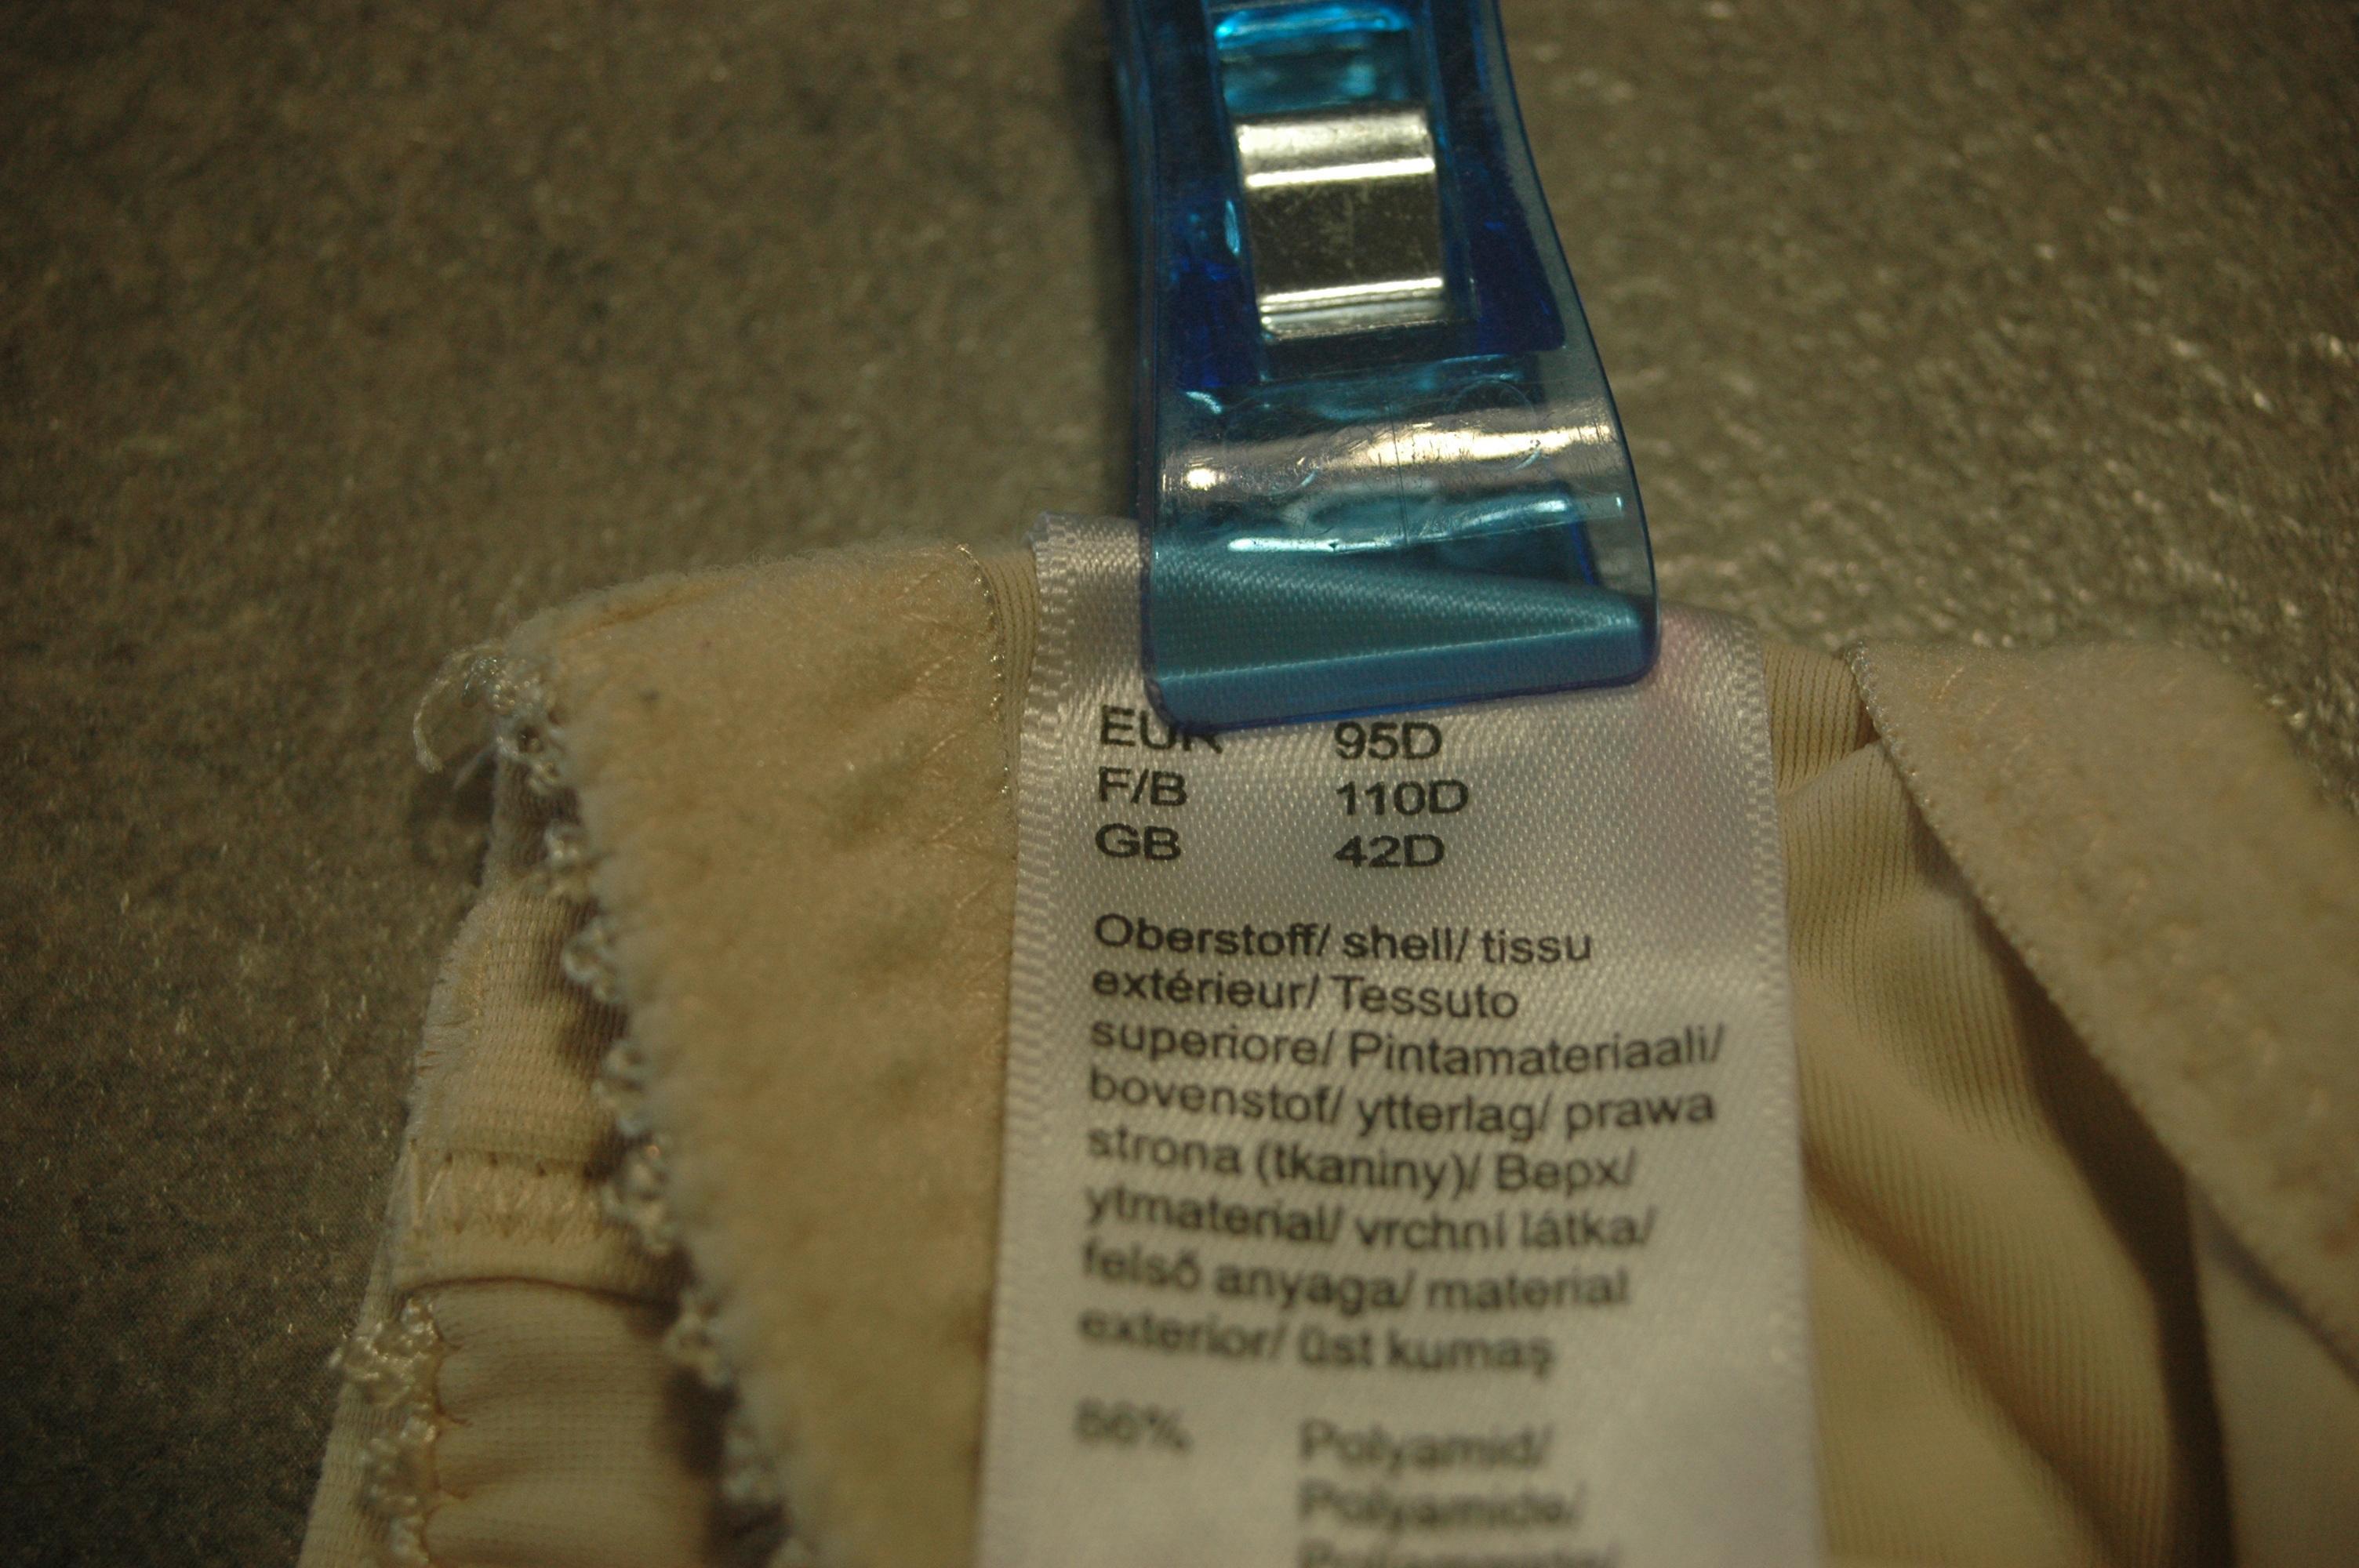 EUR 95D
F/B 110D
GB 42D
Oberstoff/ shell/ tissu
extérieur/ Tessuto
superiore/ Pintamateriaali/
bovenstof/ ytterlag/ prawa
strona (tkaniny)/ Верх/
ytmaterial/ vrchní látka/
felső anyaga/ material
exterior/ üst kumaş
Polyamid/
Polyamide/